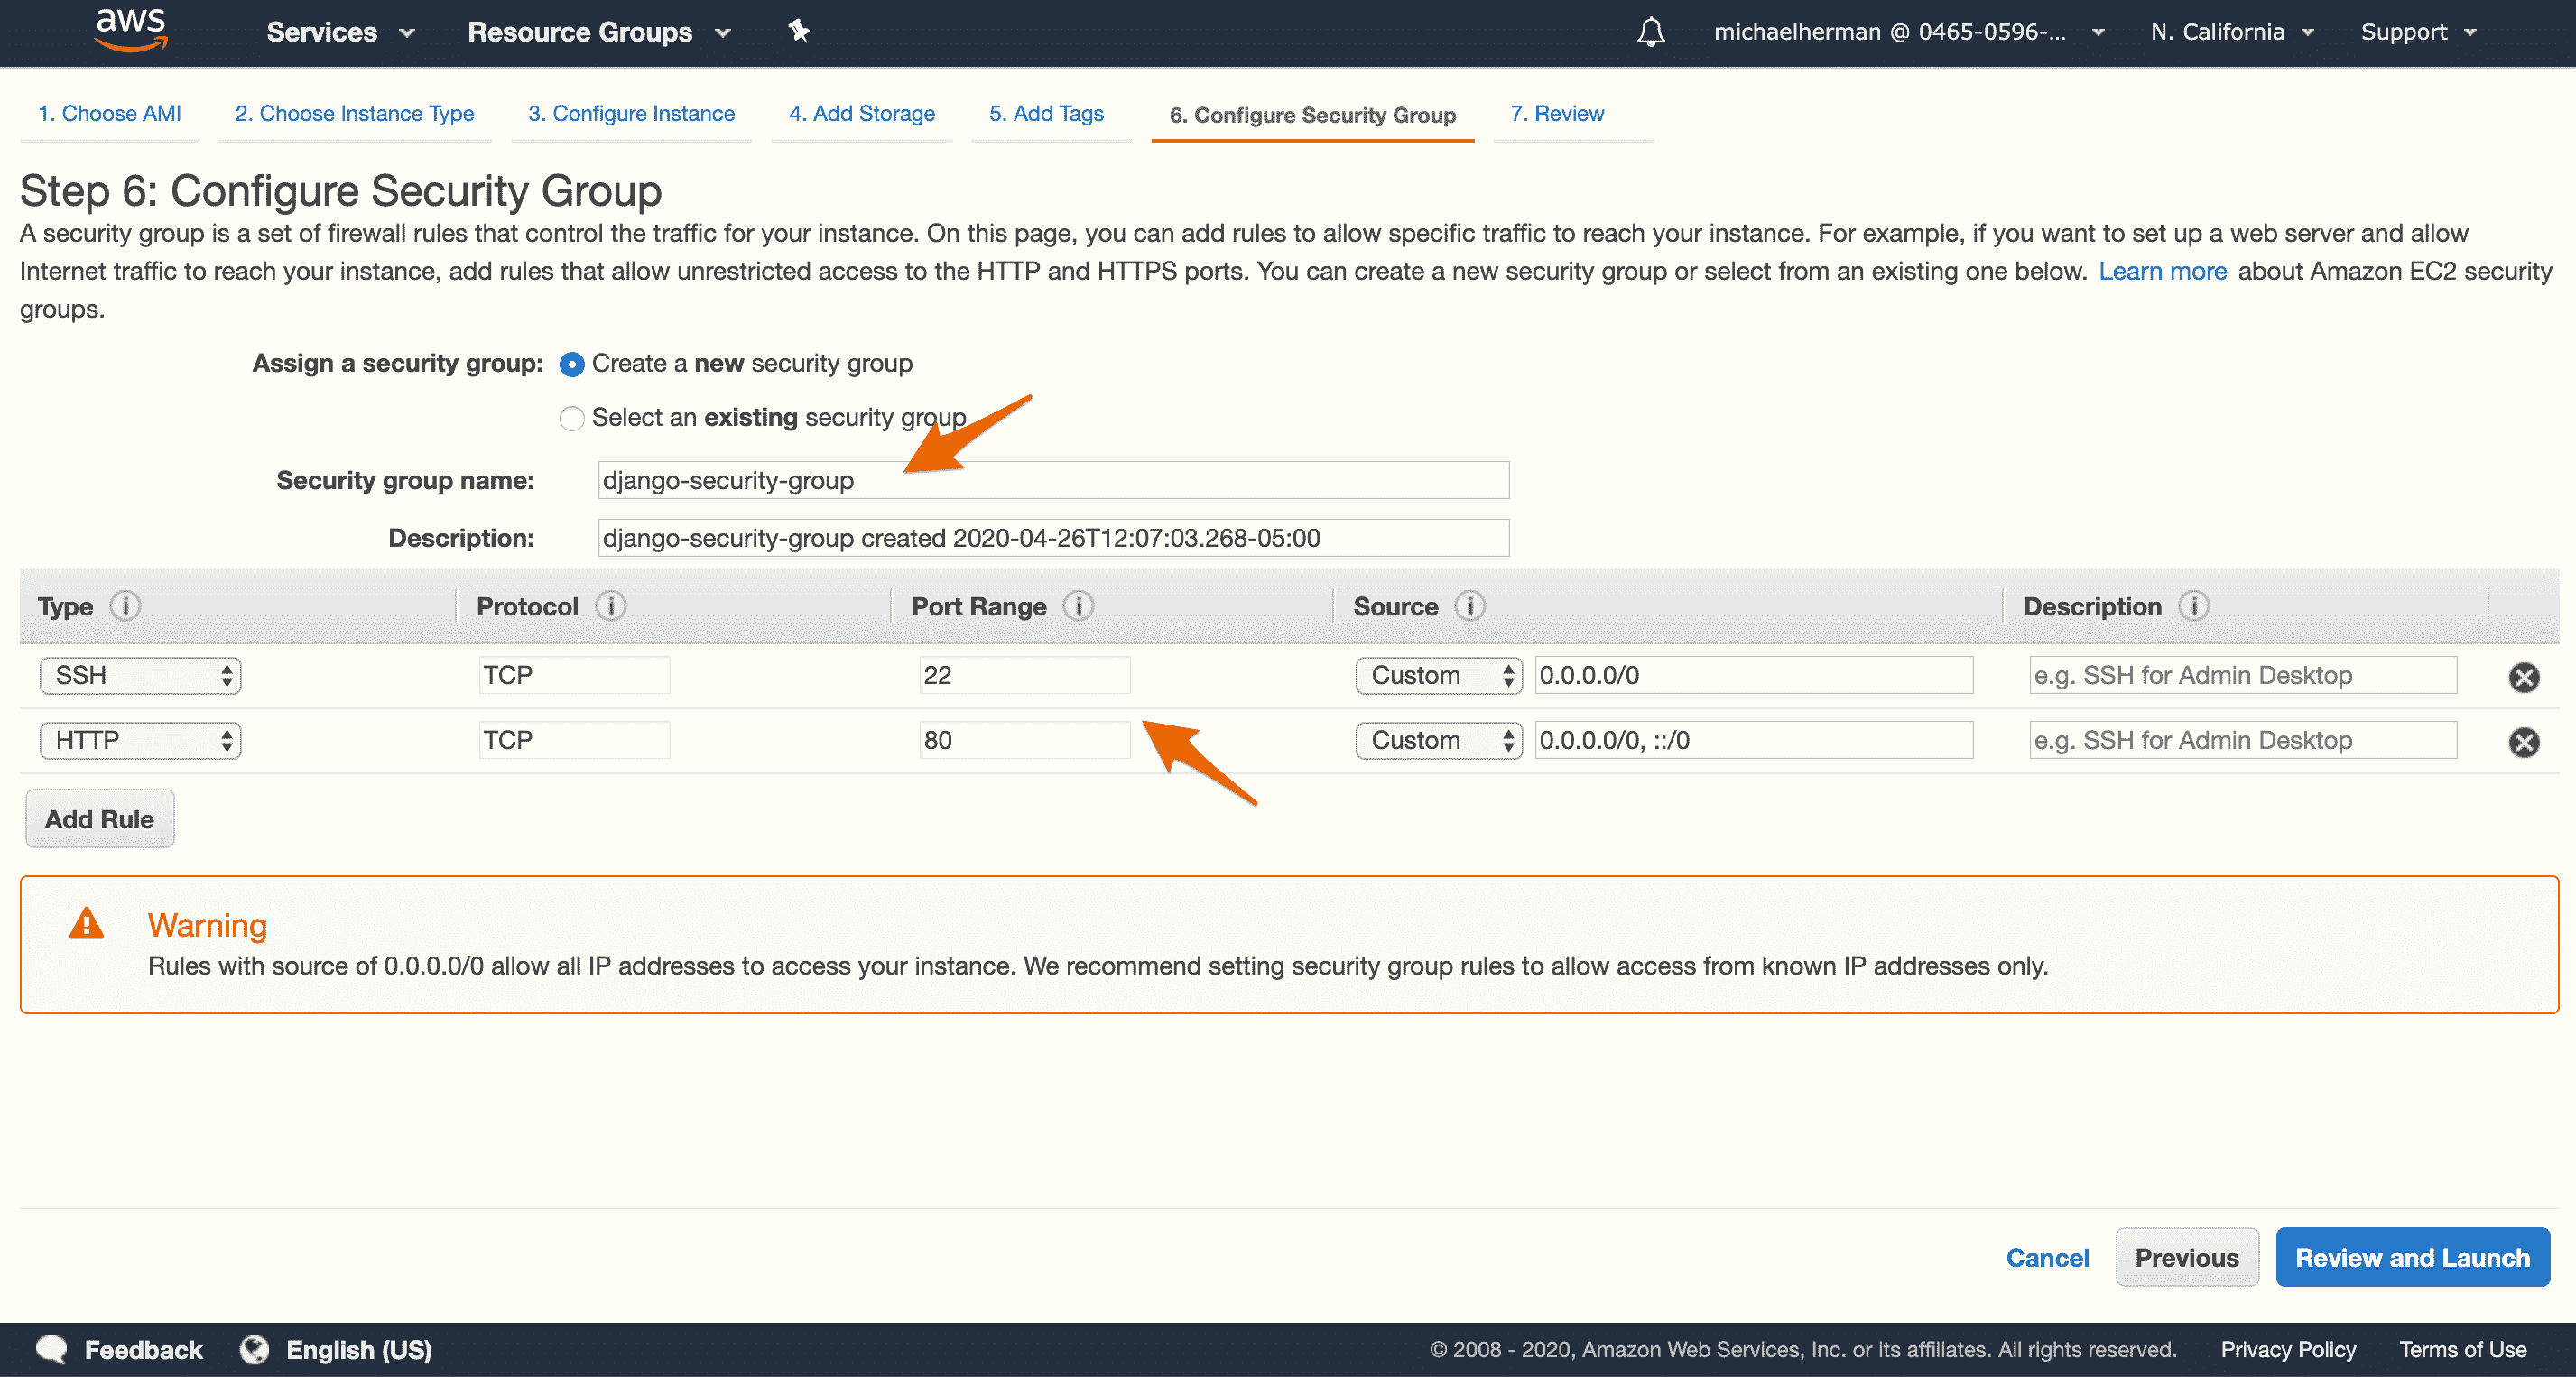 aws Services Resource Groups michaelherman @ 0465-0596-... N. California Support
1. Choose AMI 2. Choose Instance Type 3. Configure Instance 4. Add Storage 5. Add Tags 6. Configure Security Group 7. Review
Step 6: Configure Security Group
A security group is a set of firewall rules that control the traffic for your instance. On this page, you can add rules to allow specific traffic to reach your instance. For example, if you want to set up a web server and allow
Internet traffic to reach your instance, add rules that allow unrestricted access to the HTTP and HTTPS ports. You can create a new security group or select from an existing one below. Learn more about Amazon EC2 security
groups.
Assign a security group: Create a new security group
Select an existing security group
Security group name: django-security-group
Description: django-security-group created 2020-04-26T12:07:03.268-05:00
Type i Protocol i Port Range i Source i Description i
SSH TCP 22 Custom 0.0.0.0/0 e.g. SSH for Admin Desktop
HTTP TCP 80 Custom 0.0.0.0/0, ::/0 e.g. SSH for Admin Desktop
Add Rule
Warning
Rules with source of 0.0.0.0/0 allow all IP addresses to access your instance. We recommend setting security group rules to allow access from known IP addresses only.
Cancel Previous Review and Launch
Feedback English (US) © 2008 - 2020, Amazon Web Services, Inc. or its affiliates. All rights reserved. Privacy Policy Terms of Use